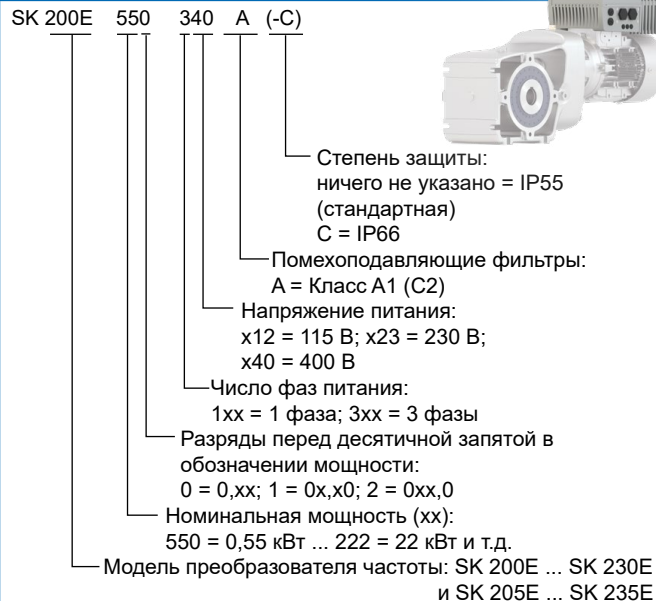 SK 200E 550 340 A (-C)
Степень защиты:
ничего не указано = IP55
(стандартная)
C = IP66
Помехоподавляющие фильтры:
A = Класс A1 (C2)
Напряжение питания:
x12 = 115 В; x23 = 230 В;
x40 = 400 В
Число фаз питания:
1xx = 1 фаза; 3xx = 3 фазы
Разряды перед десятичной запятой в
обозначении мощности:
0 = 0,xx; 1 = 0x,x0; 2 = 0xx,0
Номинальная мощность (xx):
550 = 0,55 кВт ... 222 = 22 кВт и т.д.
Модель преобразователя частоты: SK 200E ... SK 230E
и SK 205E ... SK 235E